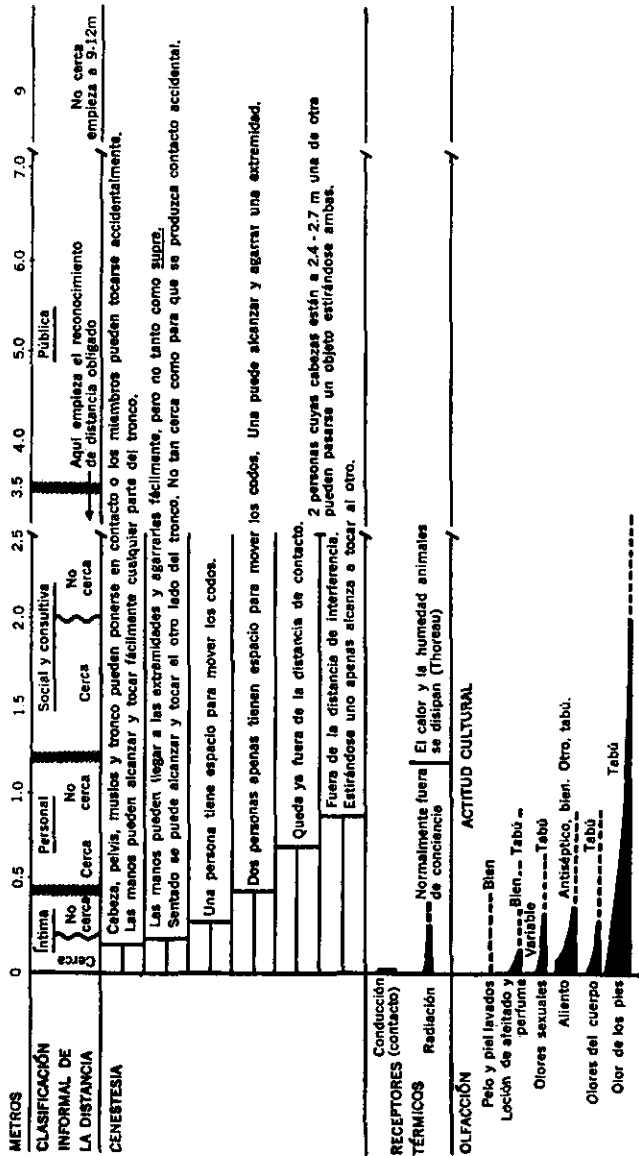 METROS 0 0.5 1.0 1.5 2.0 2.5 3.5 4.0 5.0 6.0 7.0 9
CLASIFICACIÓN
INFORMAL DE
LA DISTANCIA
Íntima
Cerca
No
cerca
Personal
Cerca
No
cerca
Social y consultiva
Cerca
No
cerca
Pública
Aquí empieza el reconocimiento
de distancia obligado
No cerca
empieza a 9-12m
CENESTESIA
Cabeza, pelvis, muslos y tronco pueden ponerse en contacto o los miembros pueden tocarse accidentalmente.
Las manos pueden alcanzar y tocar fácilmente cualquier parte del tronco.
Las manos pueden llegar a las extremidades y agarrarlas fácilmente, pero no tanto como supra.
Sentado se puede alcanzar y tocar el otro lado del tronco. No tan cerca como para que se produzca contacto accidental.
Una persona tiene espacio para mover los codos.
Dos personas apenas tienen espacio para mover los codos. Una puede alcanzar y agarrar una extremidad.
Queda ya fuera de la distancia de contacto.
Fuera de la distancia de interferencia.
Estirándose uno apenas alcanza a tocar al otro.
2 personas cuyas cabezas están a 2.4 - 2.7 m una de otra
pueden pasarse un objeto estirándose ambas.
RECEPTORES
TÉRMICOS
Conducción
(contacto)
Radiación
Normalmente fuera
de conciencia
El calor y la humedad animales
se disipan (Thoreau)
OLFACCIÓN
ACTITUD CULTURAL
Pelo y piel lavados
Bien
Loción de afeitado y
perfume
Bien
Tabú
Variable
Olores sexuales
Tabú
Aliento
Antiséptico, bien. Otro, tabú.
Olores del cuerpo
Tabú
Olor de los pies
Tabú